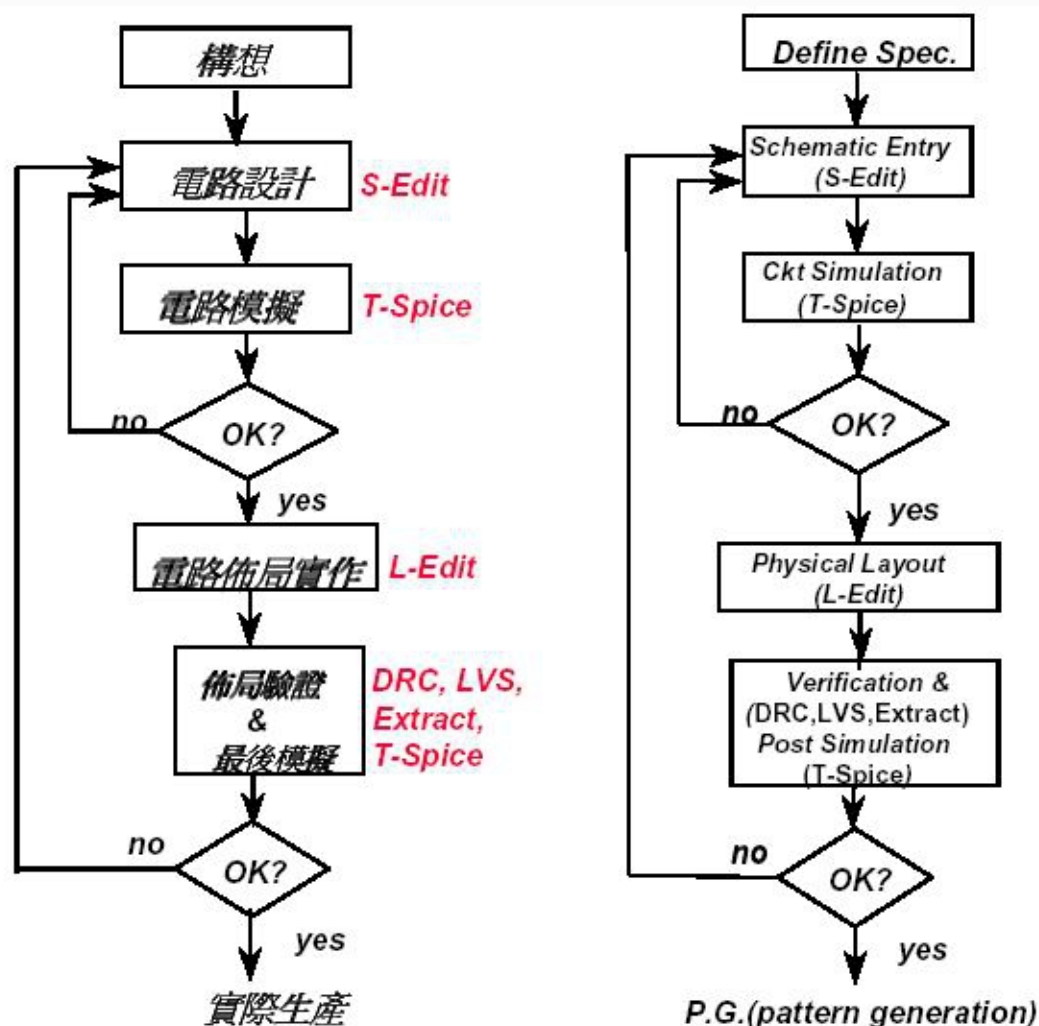 構想
電路設計
S-Edit
電路模擬
T-Spice
OK?
no
yes
電路佈局實作
L-Edit
佈局驗證
&
最後模擬
DRC, LVS,
Extract,
T-Spice
OK?
no
yes
實際生產
Define Spec.
Schematic Entry
(S-Edit)
Ckt Simulation
(T-Spice)
OK?
no
yes
Physical Layout
(L-Edit)
Verification &
(DRC,LVS,Extract)
Post Simulation
(T-Spice)
OK?
no
yes
P.G.(pattern generation)